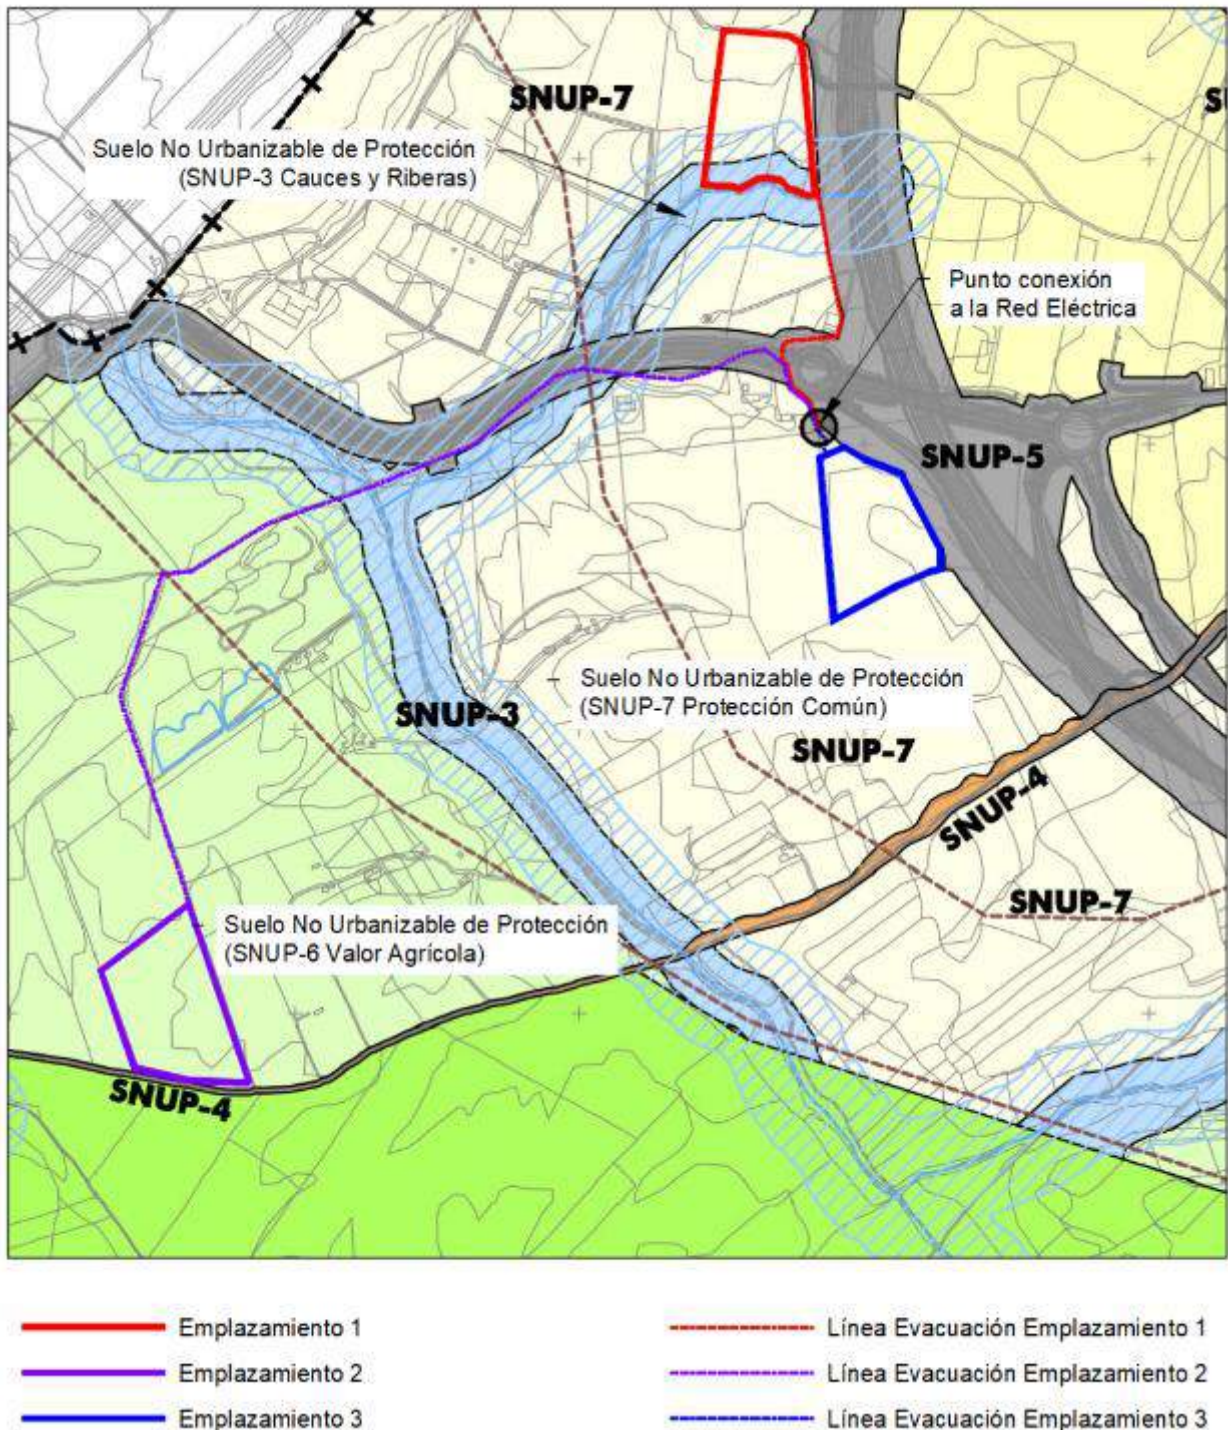 SNUP-7
S
Suelo No Urbanizable de Protección
(SNUP-3 Cauces y Riberas)
Punto conexión
a la Red Eléctrica
SNUP-5
Suelo No Urbanizable de Protección
(SNUP-7 Protección Común)
SNUP-3
SNUP-7
SNUP-4
SNUP-7
Suelo No Urbanizable de Protección
(SNUP-6 Valor Agrícola)
SNUP-4
Emplazamiento 1
Línea Evacuación Emplazamiento 1
Emplazamiento 2
Línea Evacuación Emplazamiento 2
Emplazamiento 3
Línea Evacuación Emplazamiento 3